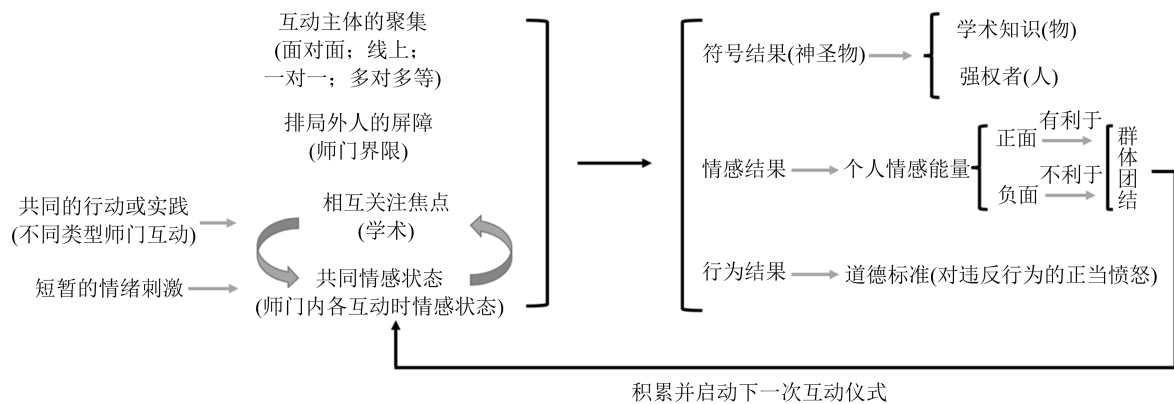 互动主体的聚集
(面对面；线上；
一对一；多对多等)
排局外人的屏障
(师门界限)
共同的行动或实践
(不同类型师门互动)
相互关注焦点
(学术)
短暂的情绪刺激
共同情感状态
(师门内各互动时情感状态)
符号结果(神圣物)
学术知识(物)
强权者(人)
情感结果
个人情感能量
正面
有利于
负面
不利于
群体团结
行为结果
道德标准(对违反行为的正当愤怒)
积累并启动下一次互动仪式